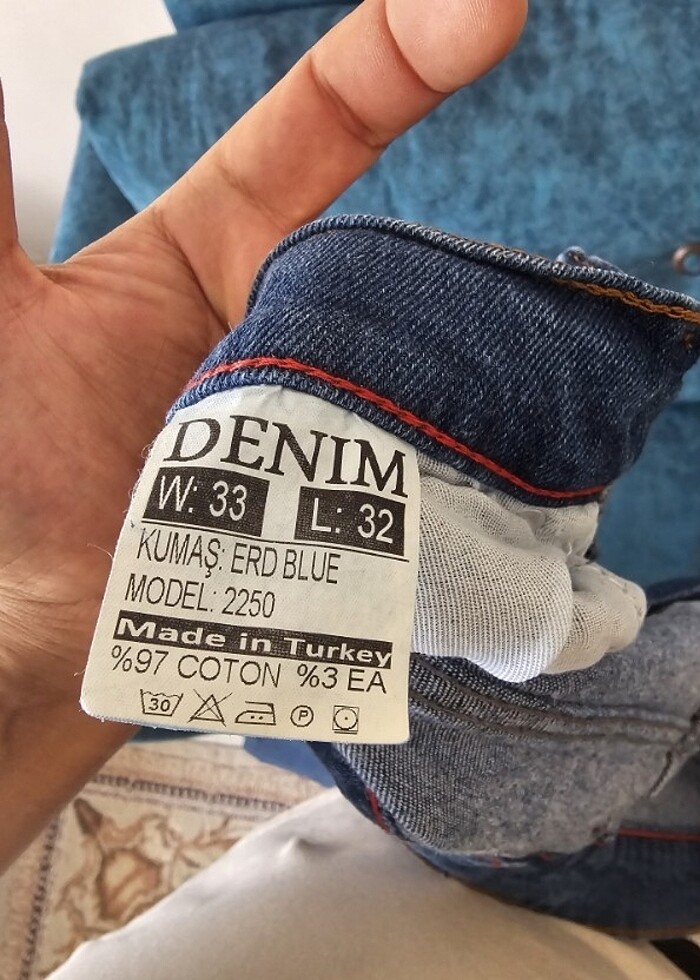 DENIM
W: 33 L: 32
KUMAŞ: ERD BLUE
MODEL: 2250
Made in Turkey
%97 COTON %3 EA
30 P